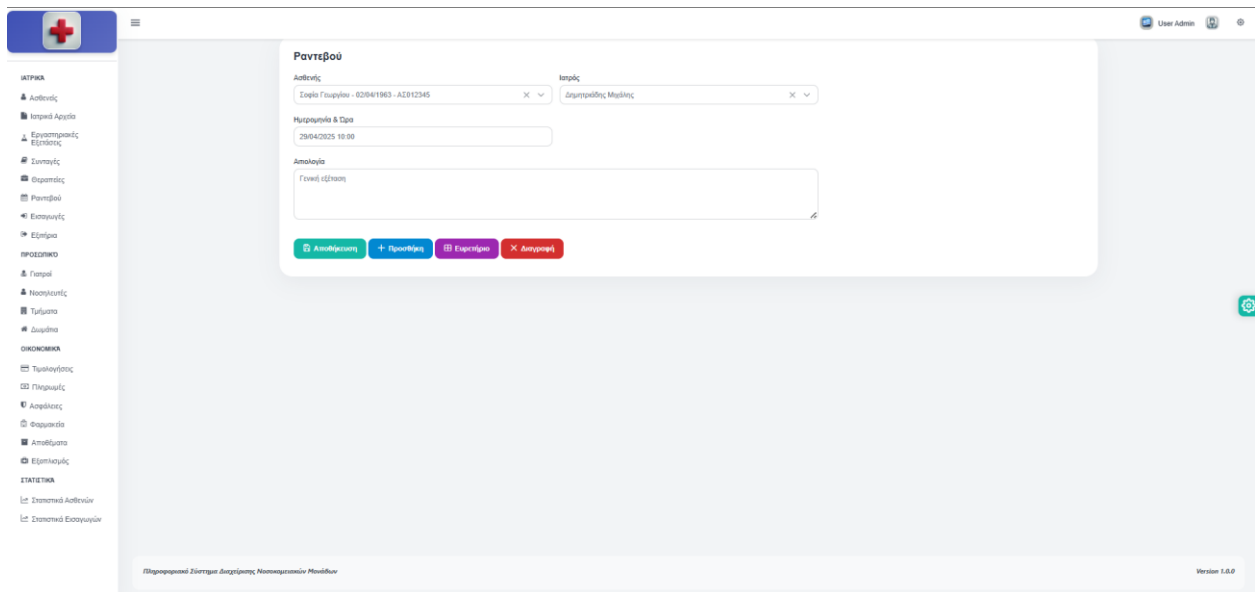 User Admin
ΙΑΤΡΙΚΑ
Ασθενείς
Ιατρικά Αρχεία
Εργαστηριακές
Εξετάσεις
Συνταγές
Θεραπείες
Ραντεβού
Εισαγωγές
Εξιτήρια
ΠΡΟΣΩΠΙΚΟ
Γιατροί
Νοσηλευτές
Τμήματα
Δωμάτια
ΟΙΚΟΝΟΜΙΚΑ
Τιμολογήσεις
Πληρωμές
Ασφάλειες
Φαρμακεία
Αποθέματα
Εξοπλισμός
ΣΤΑΤΙΣΤΙΚΑ
Στατιστικά Ασθενών
Στατιστικά Εισαγωγών
Ραντεβού
Ασθενής Ιατρός
Σοφία Γεωργίου - 02/04/1963 - ΑΣ012345 Δημητριάδης Μιχάλης
Ημερομηνία & Ώρα
29/04/2025 10:00
Αιτιολογία
Γενική εξέταση
Αποθήκευση Προσθήκη Ευρετήριο Διαγραφή
Πληροφοριακό Σύστημα Διαχείρισης Νοσοκομειακών Μονάδων Version 1.0.0